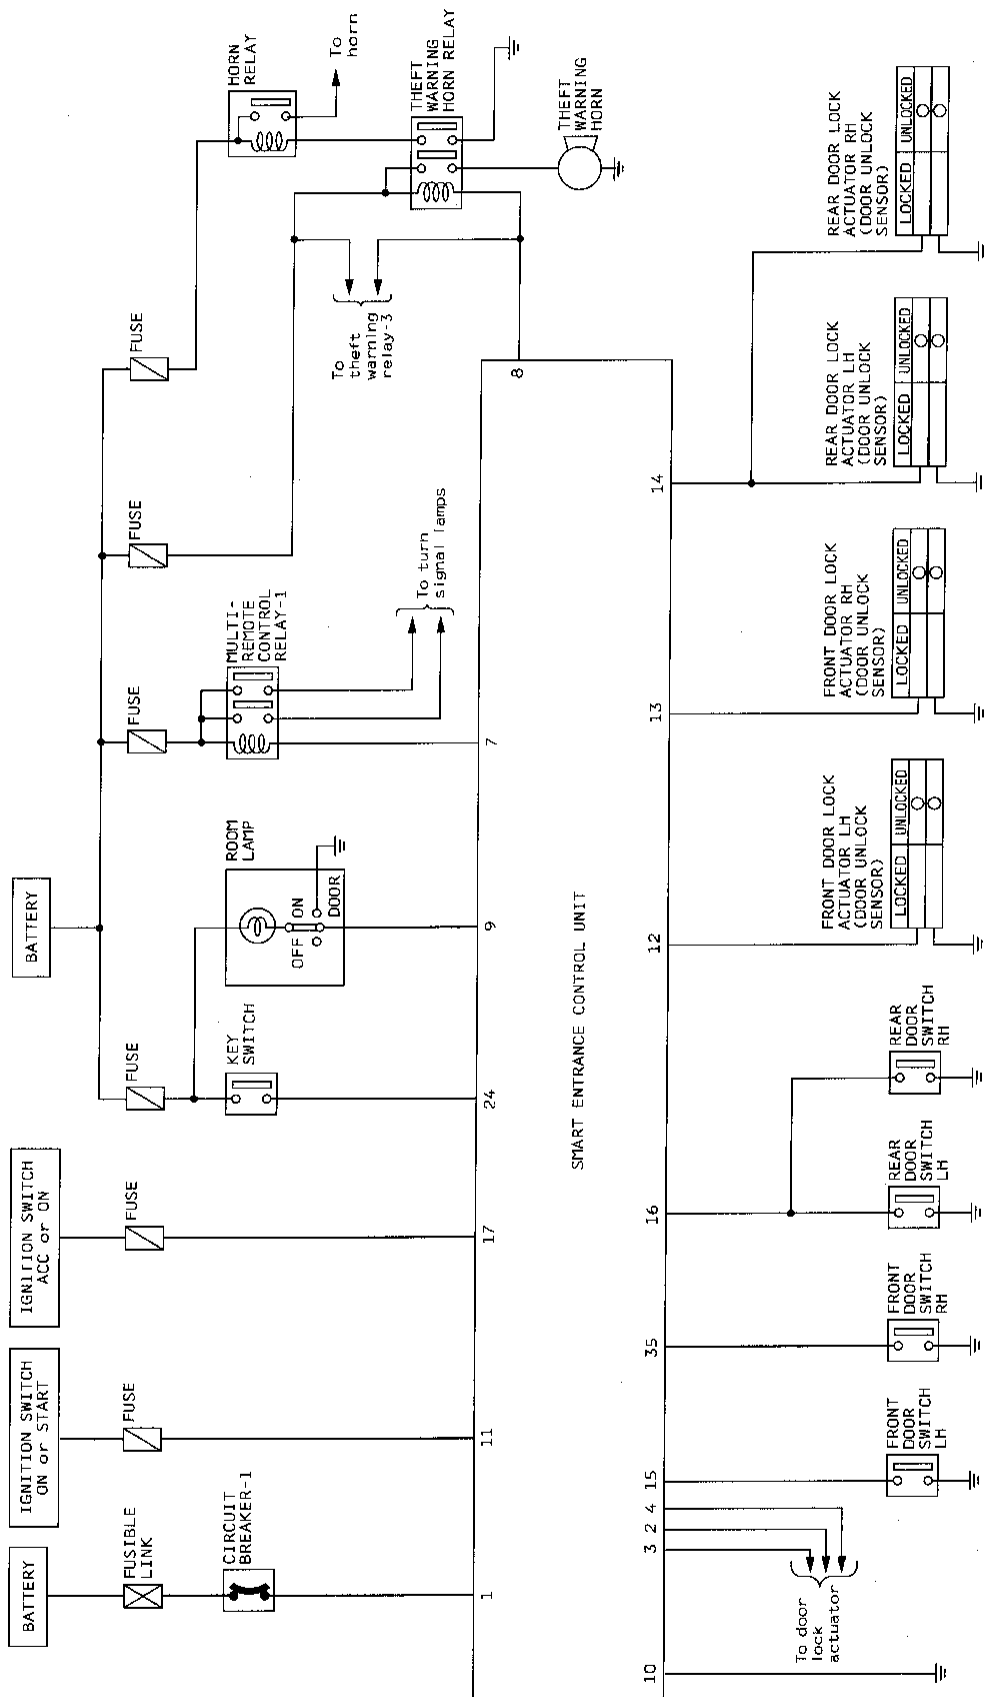 BATTERY
FUSIBLE
LINK
CIRCUIT
BREAKER-1
1
IGNITION SWITCH
ON or START
FUSE
11
IGNITION SWITCH
ACC or ON
FUSE
17
BATTERY
FUSE
KEY
SWITCH
24
ROOM
LAMP
OFF
ON
DOOR
9
FUSE
MULTI-
REMOTE
CONTROL
RELAY-1
To turn
signal lamps
7
FUSE
FUSE
To
theft
warning
relay-3
HORN
RELAY
To
horn
THEFT
WARNING
HORN RELAY
THEFT
WARNING
HORN
8
SMART ENTRANCE CONTROL UNIT
10
3
2
4
To door
lock
actuator
15
FRONT
DOOR
SWITCH
LH
35
FRONT
DOOR
SWITCH
RH
16
REAR
DOOR
SWITCH
LH
REAR
DOOR
SWITCH
RH
12
FRONT DOOR LOCK
ACTUATOR LH
(DOOR UNLOCK
SENSOR)
LOCKED UNLOCKED
13
FRONT DOOR LOCK
ACTUATOR RH
(DOOR UNLOCK
SENSOR)
LOCKED UNLOCKED
14
REAR DOOR LOCK
ACTUATOR LH
(DOOR UNLOCK
SENSOR)
LOCKED UNLOCKED
REAR DOOR LOCK
ACTUATOR RH
(DOOR UNLOCK
SENSOR)
LOCKED UNLOCKED